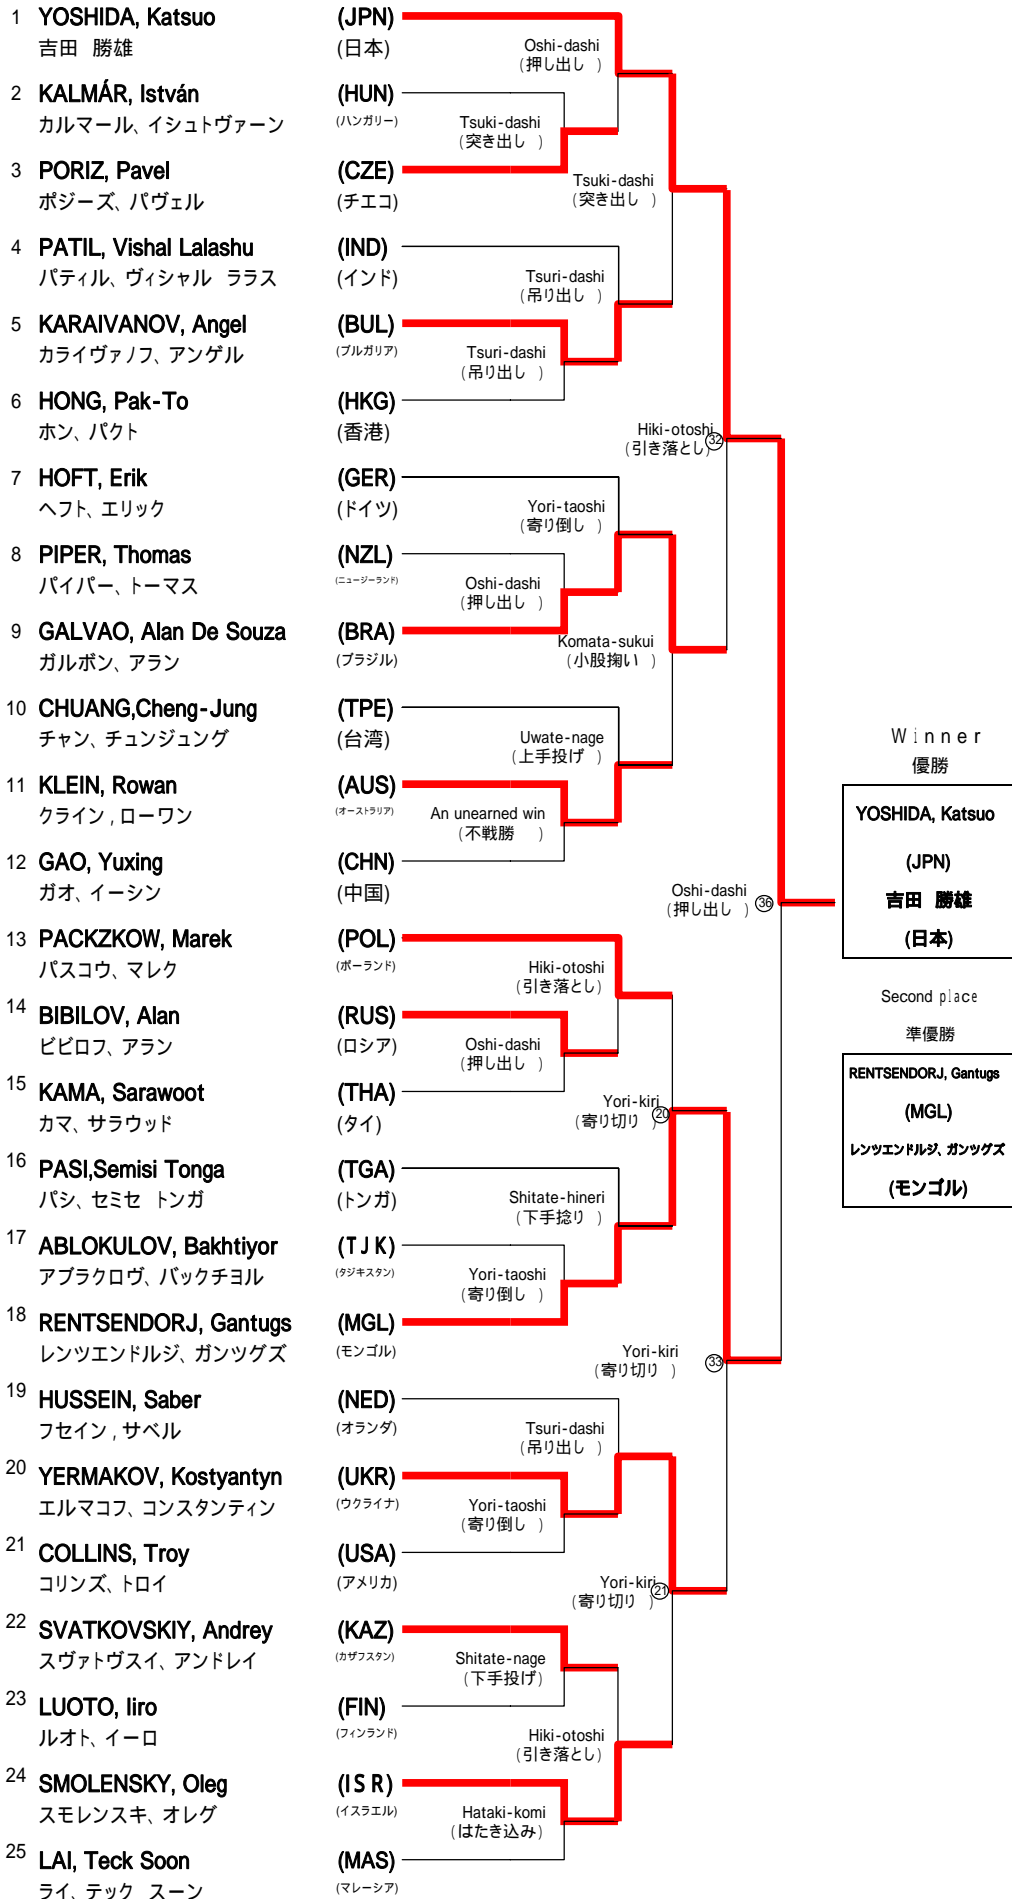 1 YOSHIDA, Katsuo (JPN)
吉田 勝雄 (日本)
Oshi-dashi
(押し出し )
2 KALMÁR, István (HUN)
カルマール、イシュトヴァーン (ハンガリー)
Tsuki-dashi
(突き出し )
3 PORIZ, Pavel (CZE)
ポジーズ、パヴェル (チエコ)
Tsuki-dashi
(突き出し )
4 PATIL, Vishal Lalashu (IND)
パティル、ヴィシャル ララス (インド)
Tsuri-dashi
(吊り出し )
5 KARAIVANOV, Angel (BUL)
カライヴァノフ、アンゲル (ブルガリア)
Tsuri-dashi
(吊り出し )
6 HONG, Pak-To (HKG)
ホン、パクト (香港)
Hiki-otoshi
(引き落とし) 32
7 HOFT, Erik (GER)
ヘフト、エリック (ドイツ)
Yori-taoshi
(寄り倒し )
8 PIPER, Thomas (NZL)
パイパー、トーマス (ニュージーランド)
Oshi-dashi
(押し出し )
9 GALVAO, Alan De Souza (BRA)
ガルボン、アラン (ブラジル)
Komata-sukui
(小股掬い )
10 CHUANG,Cheng-Jung (TPE)
チャン、チュンジュング (台湾)
Uwate-nage
(上手投げ )
11 KLEIN, Rowan (AUS)
クライン , ローワン (オーストラリア)
An unearned win
(不戦勝 )
12 GAO, Yuxing (CHN)
ガオ、イーシン (中国)
Oshi-dashi
(押し出し ) 36
Winner
優勝
YOSHIDA, Katsuo
(JPN)
吉田 勝雄
(日本)
13 PACKZKOW, Marek (POL)
パスコウ、マレク (ポーランド)
Hiki-otoshi
(引き落とし)
14 BIBILOV, Alan (RUS)
ビビロフ、アラン (ロシア)
Oshi-dashi
(押し出し )
15 KAMA, Sarawoot (THA)
カマ、サラウッド (タイ)
Yori-kiri
(寄り切り ) 20
Second place
準優勝
RENTSENDORJ, Gantugs
(MGL)
レンツエンドルジ、ガンツグズ
(モンゴル)
16 PASI,Semisi Tonga (TGA)
パシ、セミセ トンガ (トンガ)
Shitate-hineri
(下手捻り )
17 ABLOKULOV, Bakhtiyor (TJK)
アブラクロヴ、バックチヨル (タジキスタン)
Yori-taoshi
(寄り倒し )
18 RENTSENDORJ, Gantugs (MGL)
レンツエンドルジ、ガンツグズ (モンゴル)
Yori-kiri
(寄り切り ) 33
19 HUSSEIN, Saber (NED)
フセイン , サベル (オランダ)
Tsuri-dashi
(吊り出し )
20 YERMAKOV, Kostyantyn (UKR)
エルマコフ、コンスタンティン (ウクライナ)
Yori-taoshi
(寄り倒し )
21 COLLINS, Troy (USA)
コリンズ、トロイ (アメリカ)
Yori-kiri
(寄り切り ) 21
22 SVATKOVSKIY, Andrey (KAZ)
スヴァトヴスイ、アンドレイ (カザフスタン)
Shitate-nage
(下手投げ)
23 LUOTO, Iiro (FIN)
ルオト、イーロ (フィンランド)
Hiki-otoshi
(引き落とし)
24 SMOLENSKY, Oleg (ISR)
スモレンスキ、オレグ (イスラエル)
Hataki-komi
(はたき込み)
25 LAI, Teck Soon (MAS)
ライ、テック スーン (マレーシア)